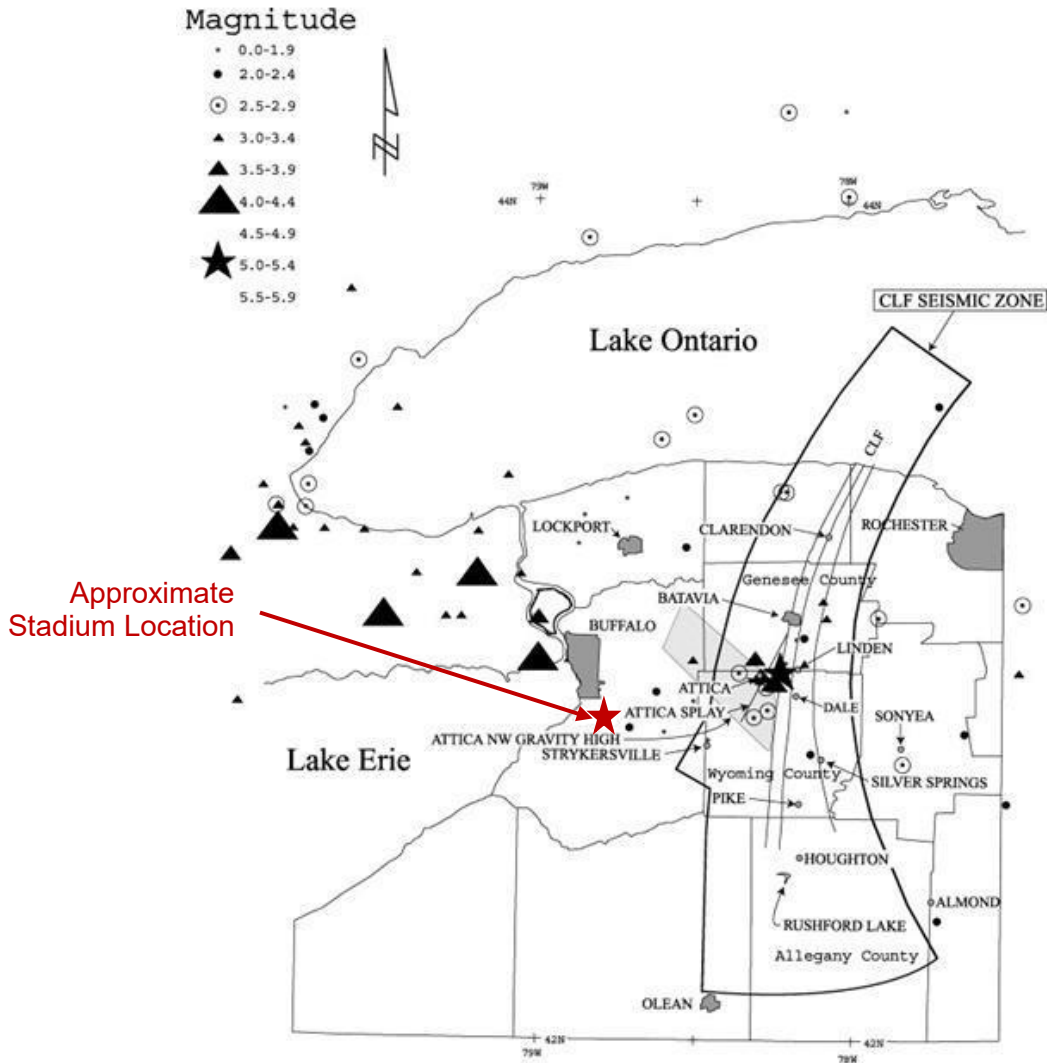 Magnitude
0.0-1.9
2.0-2.4
2.5-2.9
3.0-3.4
3.5-3.9
4.0-4.4
4.5-4.9
5.0-5.4
5.5-5.9
N
79W
44N
78W
44N
CLF SEISMIC ZONE
Lake Ontario
CLF
LOCKPORT
CLARENDON
ROCHESTER
Genesee County
Approximate
Stadium Location
BATAVIA
BUFFALO
LINDEN
ATTICA
ATTICA SPLAY
DALE
SONYEA
ATTICA NW GRAVITY HIGH
STRYKERSVILLE
Lake Erie
Wyoming County
SILVER SPRINGS
PIKE
HOUGHTON
ALMOND
RUSHFORD LAKE
Allegany County
OLEAN
42N
79W
42N
78W